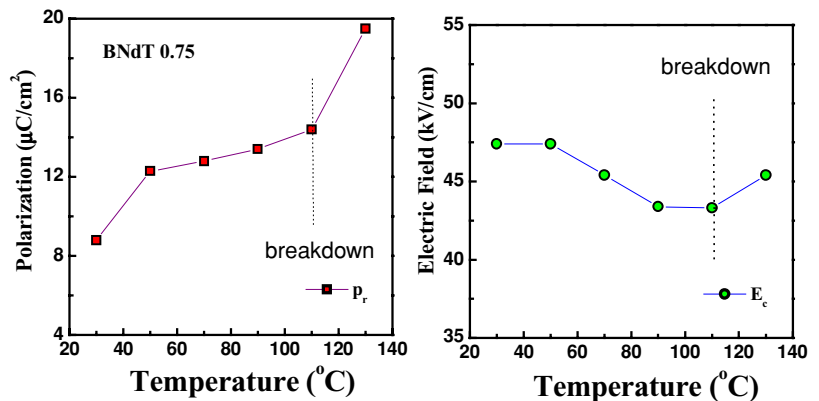 BNdT 0.75
Polarization (μC/cm²)
20
16
12
8
4
breakdown
p_r
20 40 60 80 100 120 140
Temperature (°C)
Electric Field (kV/cm)
55
50
45
40
35
breakdown
E_c
20 40 60 80 100 120 140
Temperature (°C)